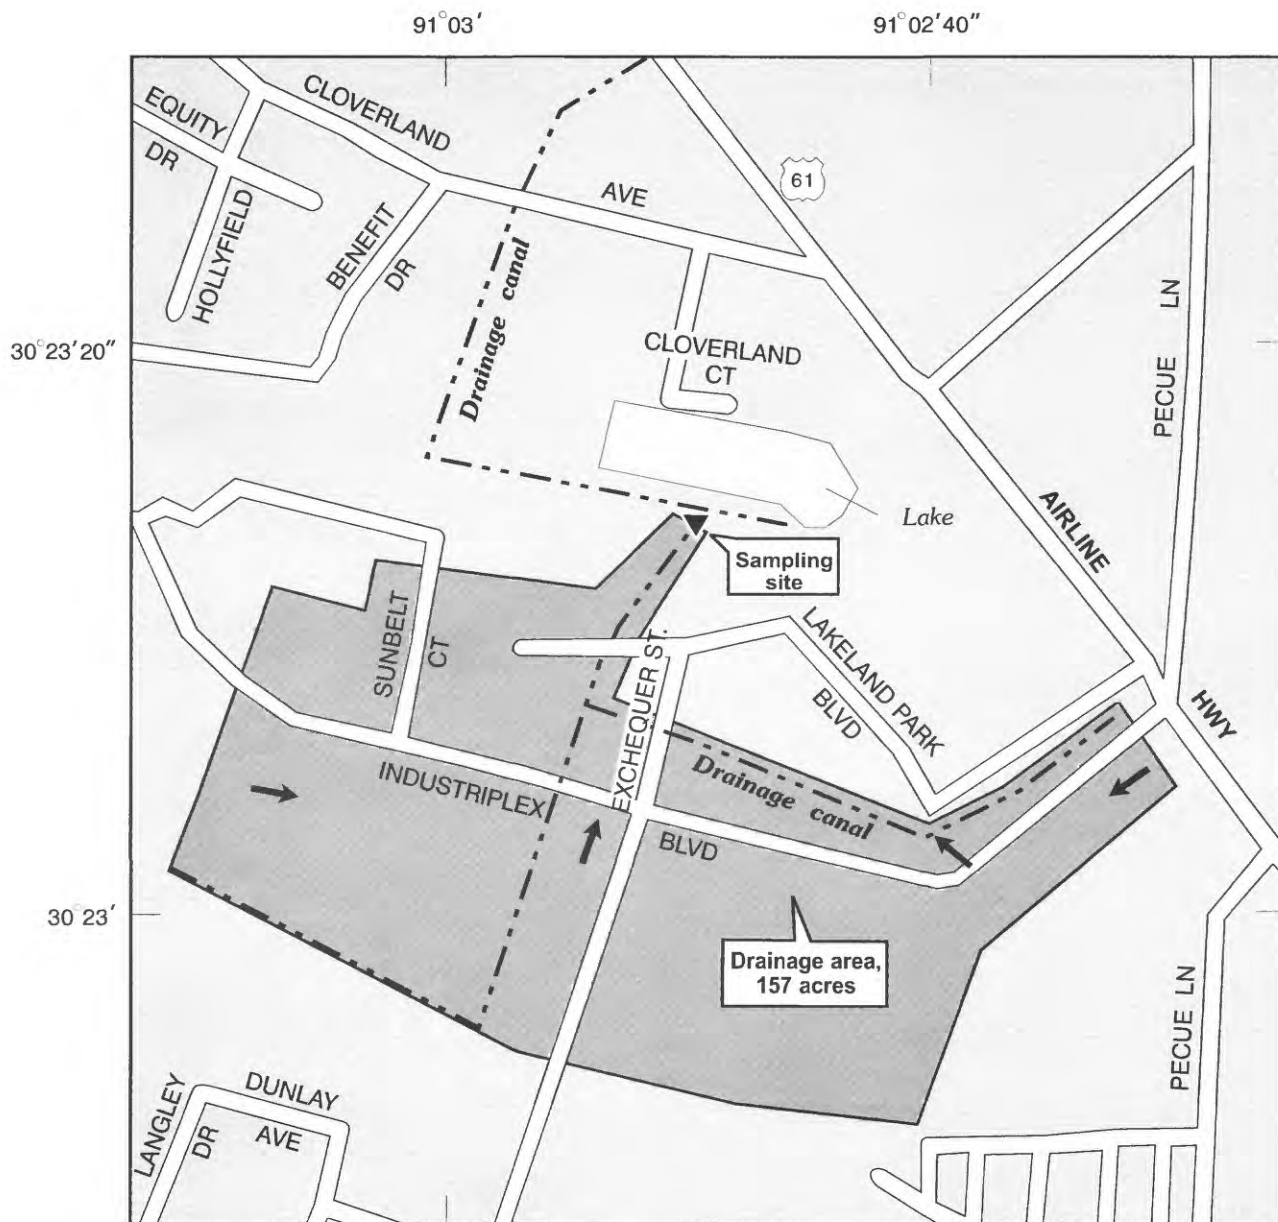 91°03'
91°02'40"
CLOVERLAND
AVE
EQUITY
DR
HOLLYFIELD
BENEFIT
DR
61
Drainage canal
30°23'20"
CLOVERLAND
CT
PECUE LN
Lake
AIRLINE
HWY
Sampling
site
SUNBELT
CT
EXCHEQUER ST.
LAKELAND PARK
BLVD
INDUSTRIPLEX
BLVD
Drainage canal
30°23'
Drainage area,
157 acres
PECUE LN
LANGLEY
DR
DUNLAY
AVE